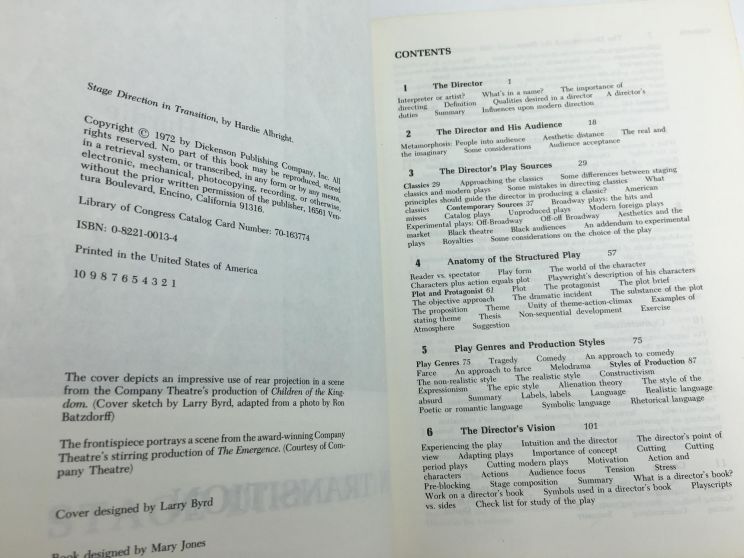 Stage Direction in Transition, by Hardie Albright.
Copyright © 1972 by Dickenson Publishing Company, Inc. All
rights reserved. No part of this book may be reproduced, stored
in a retrieval system, or transcribed, in any form or by any means,
electronic, mechanical, photocopying, recording, or otherwise,
without the prior written permission of the publisher, 16561 Ven-
tura Boulevard, Encino, California 91316.
Library of Congress Catalog Card Number: 70-163774
ISBN: 0-8221-0013-4
Printed in the United States of America
10 9 8 7 6 5 4 3 2 1
The cover depicts an impressive use of rear projection in a scene
from the Company Theatre's production of Children of the King-
dom. (Cover sketch by Larry Byrd, adapted from a photo by Ron
Batzdorff)
The frontispiece portrays a scene from the award-winning Company
Theatre's stirring production of The Emergence. (Courtesy of Com-
pany Theatre)
Cover designed by Larry Byrd
Book designed by Mary Jones
CONTENTS
1 The Director 1
Interpreter or artist? What's in a name? The importance of
directing Definition Qualities desired in a director A director's
duties Summary Influences upon modern direction
2 The Director and His Audience 18
Metamorphosis: People into audience Aesthetic distance The real and
the imaginary Some considerations Audience acceptance
3 The Director's Play Sources 29
Classics 29 Approaching the classics Some differences between staging
classics and modern plays Some mistakes in directing classics What
principles should guide the director in producing a classic? American
classics Contemporary Sources 37 Broadway plays: the hits and
misses Catalog plays Unproduced plays Modern foreign plays
Experimental plays: Off-Broadway Off-off Broadway Aesthetics and the
market Black theatre Black audiences An addendum to experimental
plays Royalties Some considerations on the choice of the play
4 Anatomy of the Structured Play 57
Reader vs. spectator Play form The world of the character
Characters plus action equals plot Playwright's description of his characters
Plot and Protagonist 61 Plot The protagonist The plot brief
The objective approach The dramatic incident The substance of the plot
The proposition Theme Unity of theme-action-climax Examples of
stating theme Thesis Non-sequential development Exercise
Atmosphere Suggestion
5 Play Genres and Production Styles 75
Play Genres 75 Tragedy Comedy An approach to comedy
Farce An approach to farce Melodrama Styles of Production 87
The non-realistic style The realistic style Constructivism
Expressionism The epic style Alienation theory The style of the
absurd Summary Labels, labels Language Realistic language
Poetic or romantic language Symbolic language Rhetorical language
6 The Director's Vision 101
Experiencing the play Intuition and the director The director's point of
view Adapting plays Importance of concept Cutting Cutting
period plays Cutting modern plays Motivation Action and
characters Actions Audience focus Tension Stress
Pre-blocking Stage composition Summary What is a director's book?
Work on a director's book Symbols used in a director's book Playscripts
vs. sides Check list for study of the play